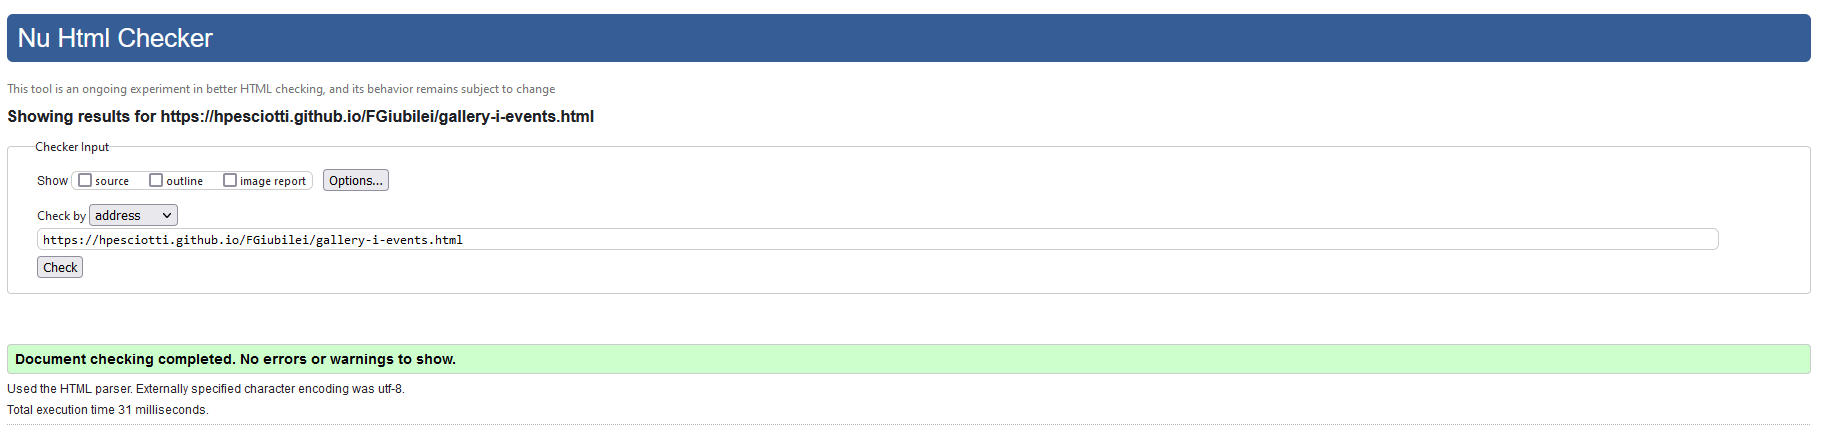 Nu Html Checker
This tool is an ongoing experiment in better HTML checking, and its behavior remains subject to change
Showing results for https://hpesciotti.github.io/FGiubilei/gallery-i-events.html
Checker Input
Show source outline image report Options...
Check by address
https://hpesciotti.github.io/FGiubilei/gallery-i-events.html
Check
Document checking completed. No errors or warnings to show.
Used the HTML parser. Externally specified character encoding was utf-8.
Total execution time 31 milliseconds.